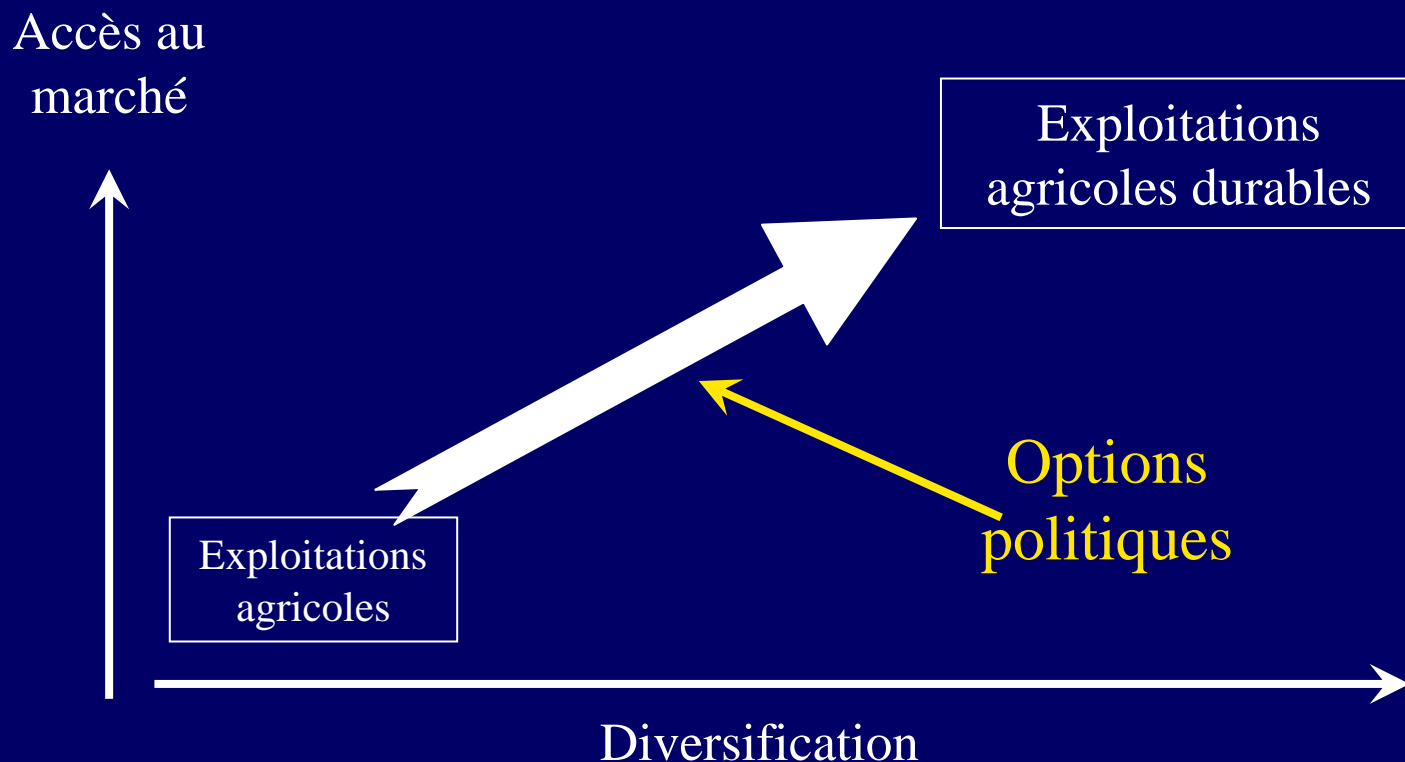 Accès au
marché
Exploitations
agricoles durables
Options
politiques
Exploitations
agricoles
Diversification